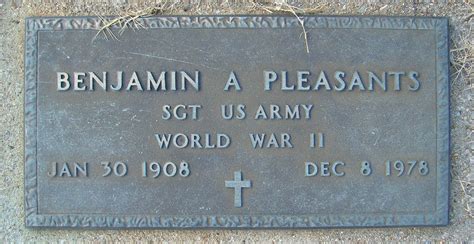 BENJAMIN A PLEASANTS
SGT US ARMY
WORLD WAR II
JAN 30 1908 DEC 8 1978